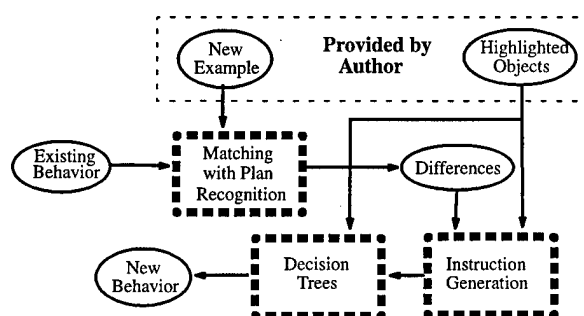 New
Example
Provided by
Author
Highlighted
Objects
Existing
Behavior
Matching
with Plan
Recognition
Differences
New
Behavior
Decision
Trees
Instruction
Generation